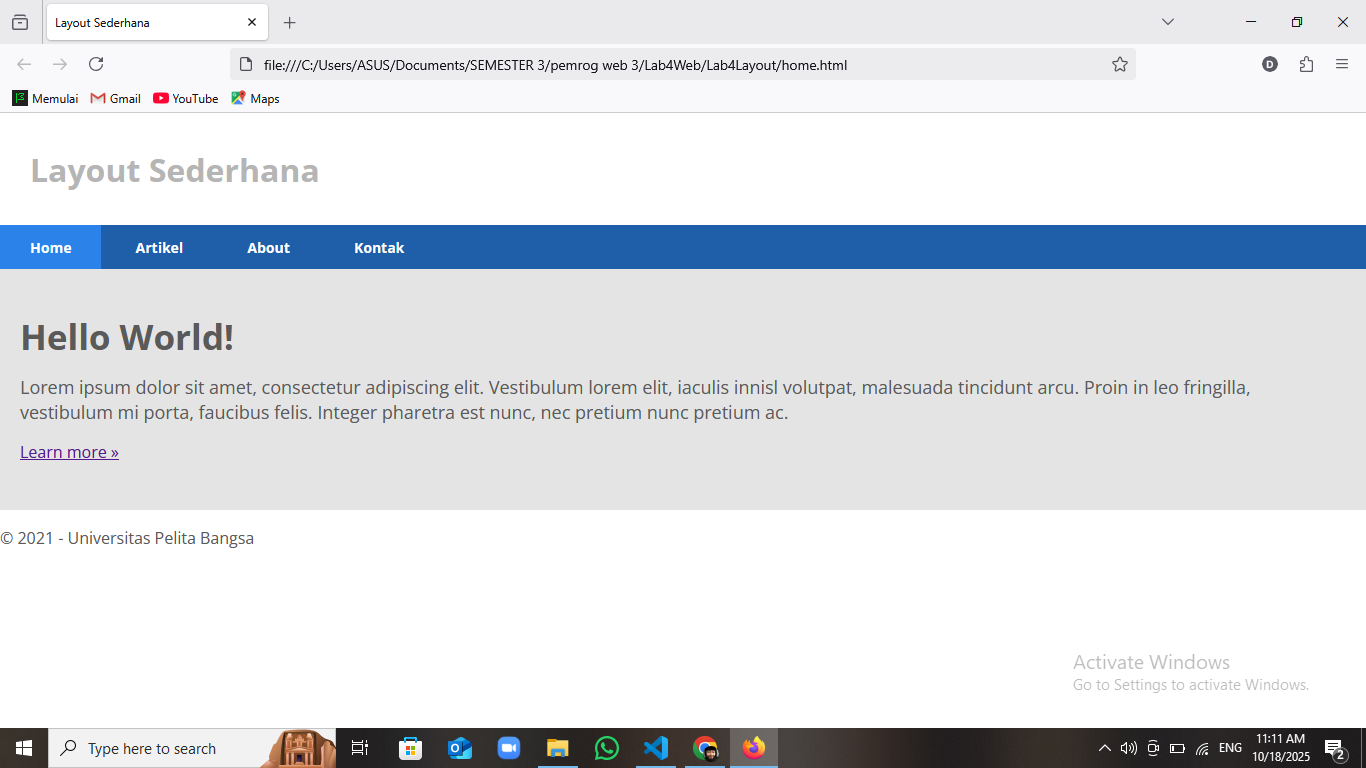 Layout Sederhana
file:///C:/Users/ASUS/Documents/SEMESTER 3/pemrog web 3/Lab4Web/Lab4Layout/home.html
D
Memulai Gmail YouTube Maps
Layout Sederhana
Home Artikel About Kontak
Hello World!
Lorem ipsum dolor sit amet, consectetur adipiscing elit. Vestibulum lorem elit, iaculis innisl volutpat, malesuada tincidunt arcu. Proin in leo fringilla,
vestibulum mi porta, faucibus felis. Integer pharetra est nunc, nec pretium nunc pretium ac.
Learn more »
© 2021 - Universitas Pelita Bangsa
Activate Windows
Go to Settings to activate Windows.
Type here to search
ENG
11:11 AM
10/18/2025
2